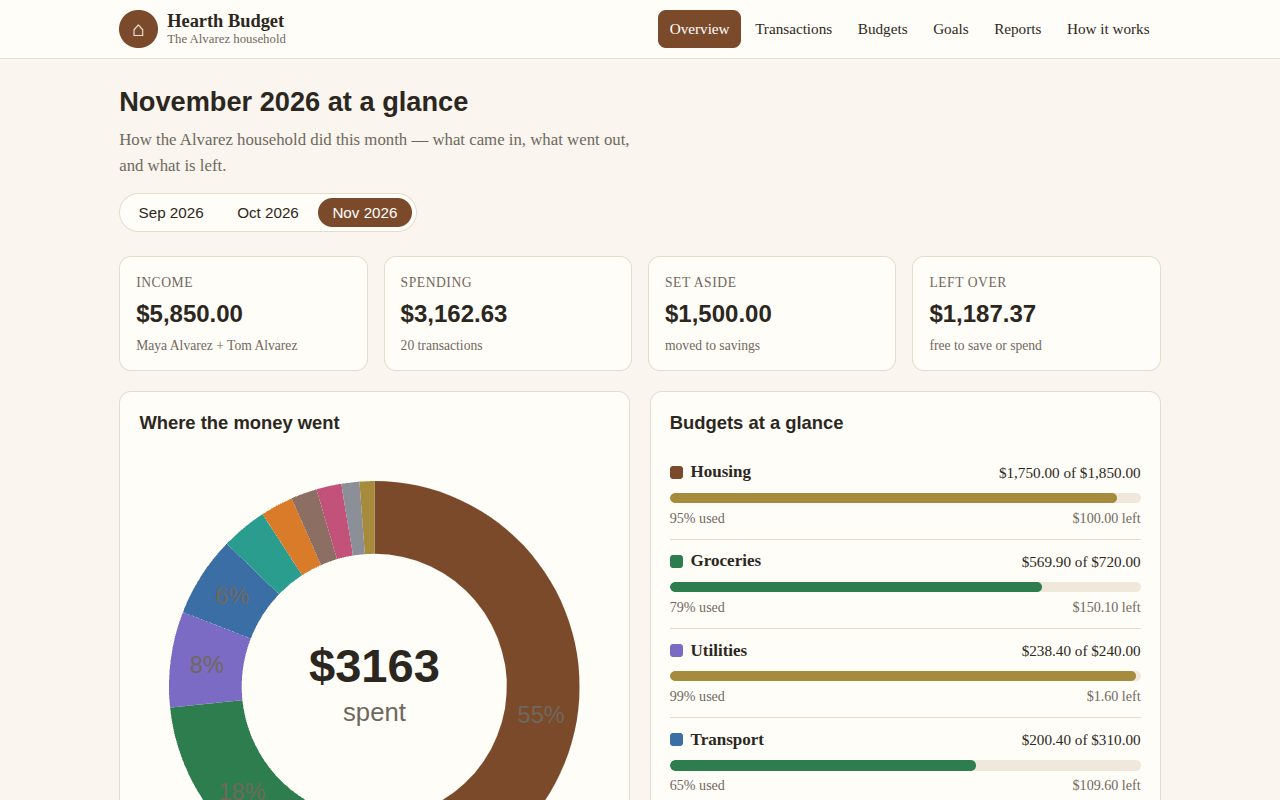 Hearth Budget
The Alvarez household
Overview
Transactions
Budgets
Goals
Reports
How it works
November 2026 at a glance
How the Alvarez household did this month — what came in, what went out,
and what is left.
Sep 2026
Oct 2026
Nov 2026
INCOME
$5,850.00
Maya Alvarez + Tom Alvarez
SPENDING
$3,162.63
20 transactions
SET ASIDE
$1,500.00
moved to savings
LEFT OVER
$1,187.37
free to save or spend
Where the money went
6%
8%
$3163
spent
55%
18%
Budgets at a glance
Housing
$1,750.00 of $1,850.00
95% used
$100.00 left
Groceries
$569.90 of $720.00
79% used
$150.10 left
Utilities
$238.40 of $240.00
99% used
$1.60 left
Transport
$200.40 of $310.00
65% used
$109.60 left